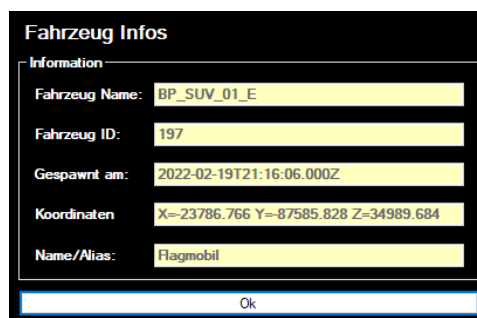 Fahrzeug Infos
Information
Fahrzeug Name: BP_SUV_01_E
Fahrzeug ID: 197
Gespawnt am: 2022-02-19T21:16:06.000Z
Koordinaten X=-23786.766 Y=-87585.828 Z=34989.684
Name/Alias: Flagmobil
Ok